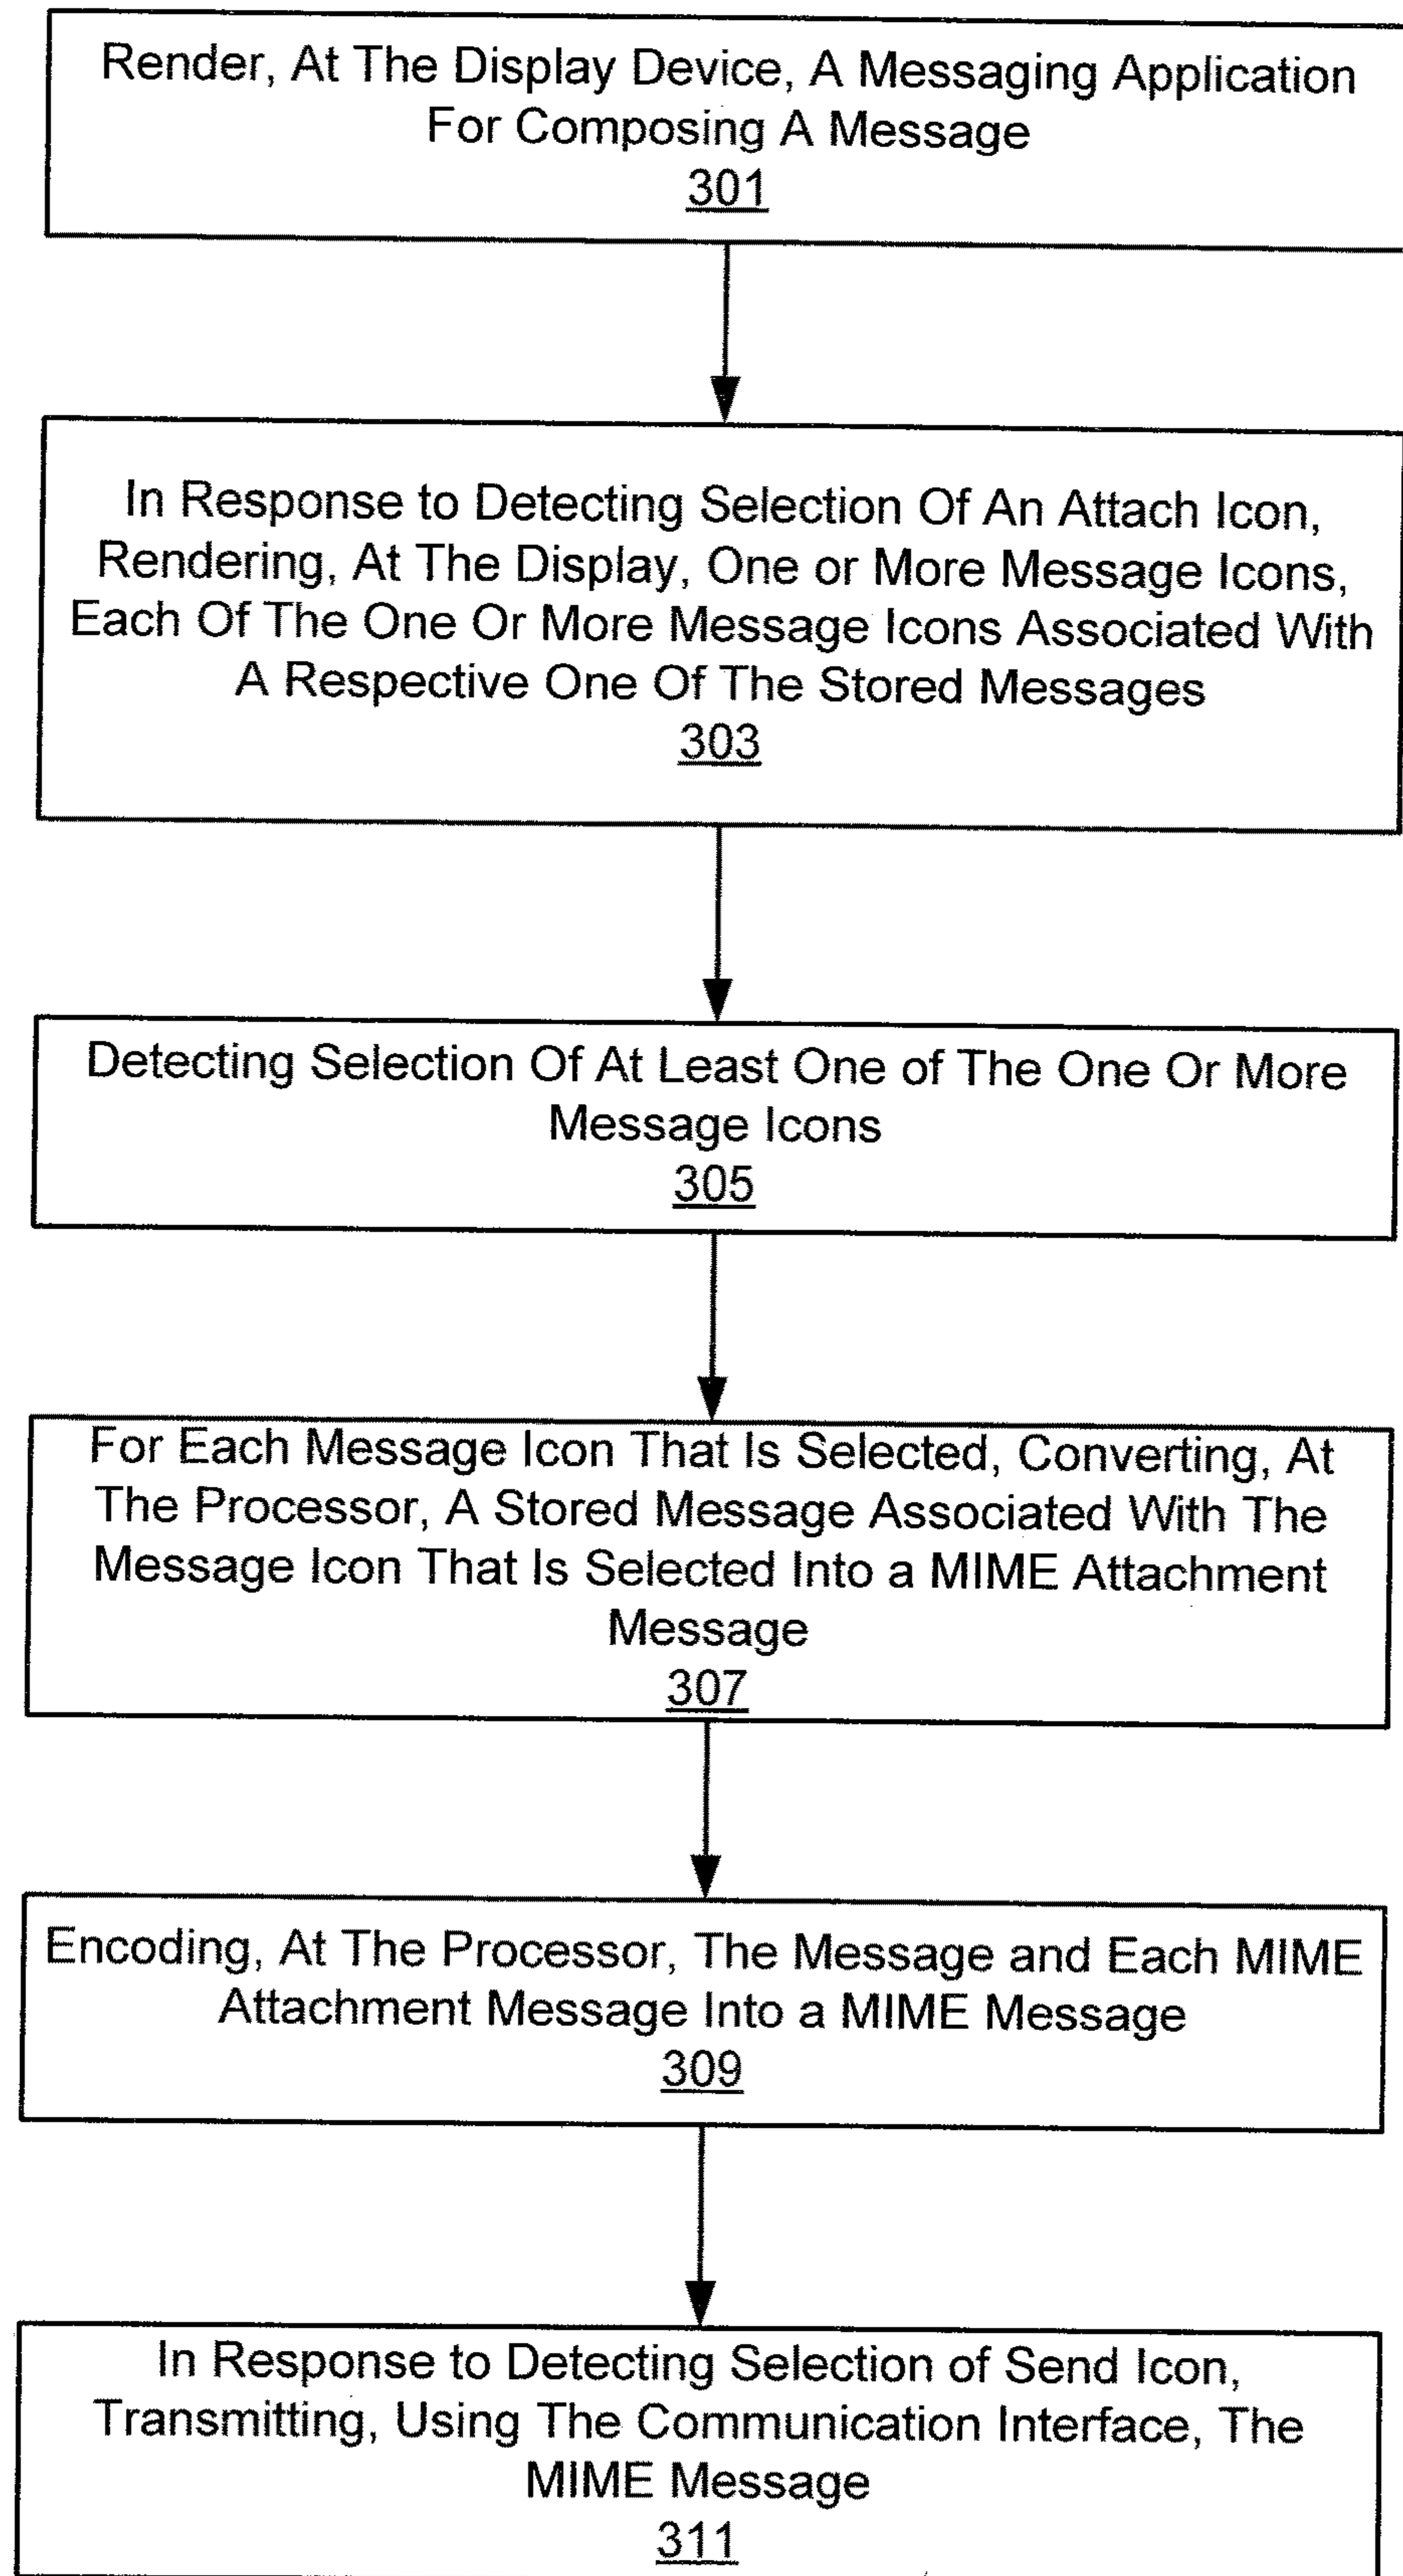 Render, At The Display Device, A Messaging Application
For Composing A Message
301
In Response to Detecting Selection Of An Attach Icon,
Rendering, At The Display, One or More Message Icons,
Each Of The One Or More Message Icons Associated With
A Respective One Of The Stored Messages
303
Detecting Selection Of At Least One of The One Or More
Message Icons
305
For Each Message Icon That Is Selected, Converting, At
The Processor, A Stored Message Associated With The
Message Icon That Is Selected Into a MIME Attachment
Message
307
Encoding, At The Processor, The Message and Each MIME
Attachment Message Into a MIME Message
309
In Response to Detecting Selection of Send Icon,
Transmitting, Using The Communication Interface, The
MIME Message
311